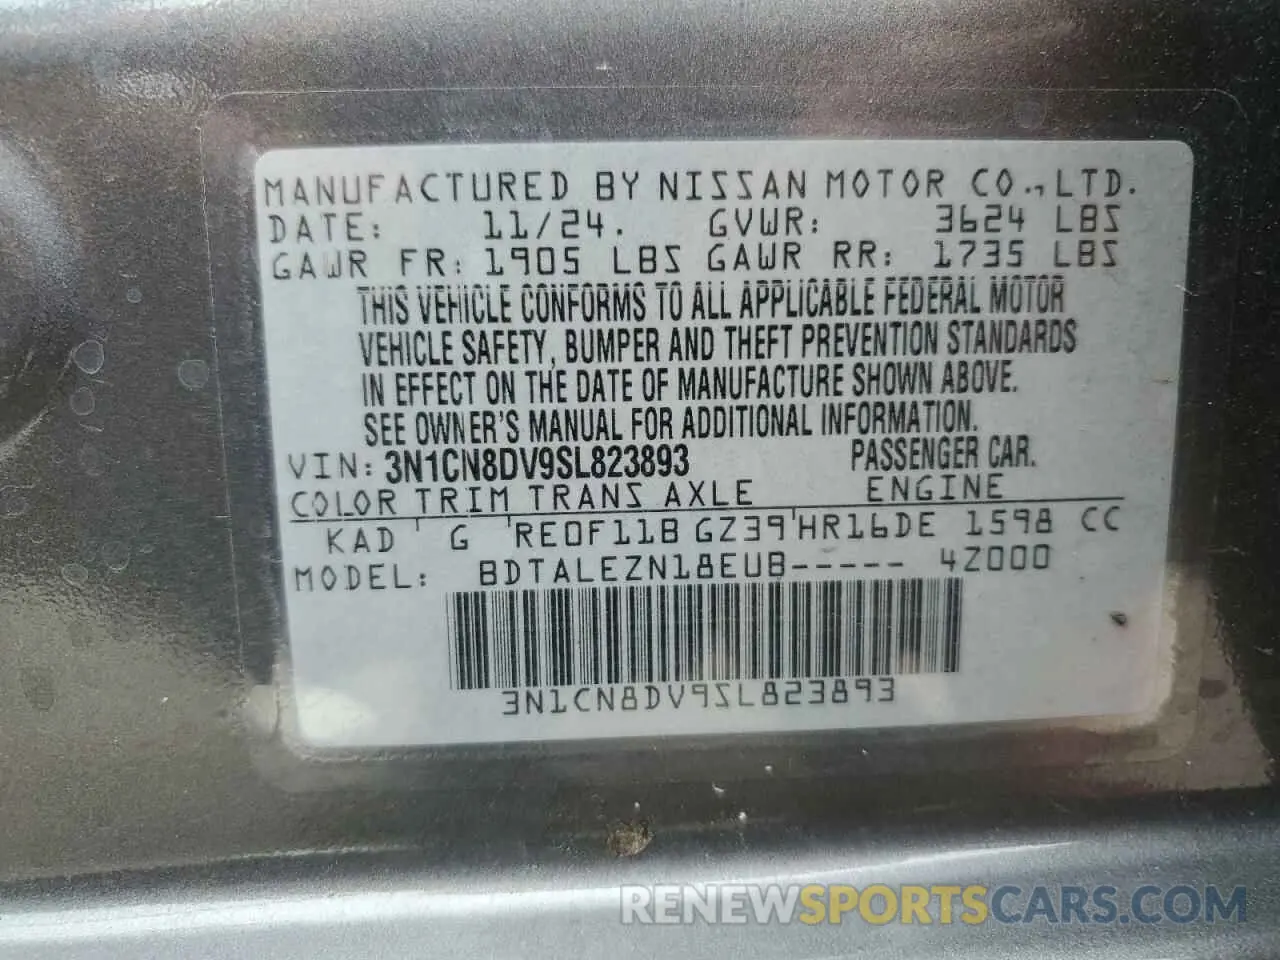 MANUFACTURED BY NISSAN MOTOR CO., LTD.
DATE: 11/24. GVWR: 3624 LBS
GAWR FR: 1905 LBS GAWR RR: 1735 LBS
THIS VEHICLE CONFORMS TO ALL APPLICABLE FEDERAL MOTOR
VEHICLE SAFETY, BUMPER AND THEFT PREVENTION STANDARDS
IN EFFECT ON THE DATE OF MANUFACTURE SHOWN ABOVE.
SEE OWNER'S MANUAL FOR ADDITIONAL INFORMATION.
VIN: 3N1CN8DV9SL823893 PASSENGER CAR.
COLOR TRIM TRANS AXLE ENGINE
KAD G RE0F11B GZ39 HR16DE 1598 CC
MODEL: BDTALEZN18EUB----- 4Z000
3N1CN8DV9SL823893
RENEWSPORTSCARS.COM